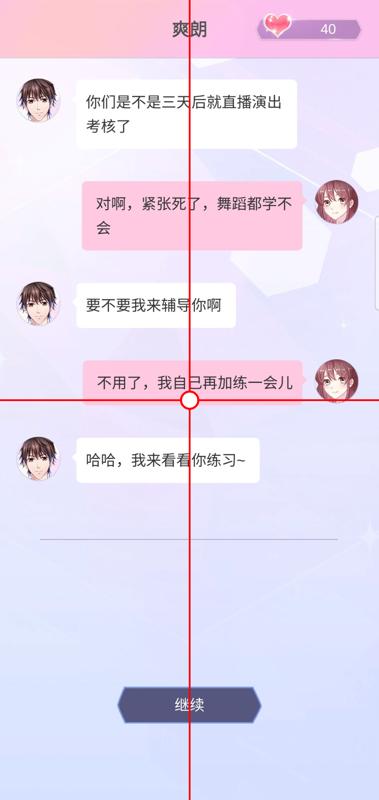 爽朗
40
你们是不是三天后就直播演出
考核了
对啊，紧张死了，舞蹈都学不
会
要不要我来辅导你啊
不用了，我自己再加练一会儿
哈哈，我来看看你练习~
继续